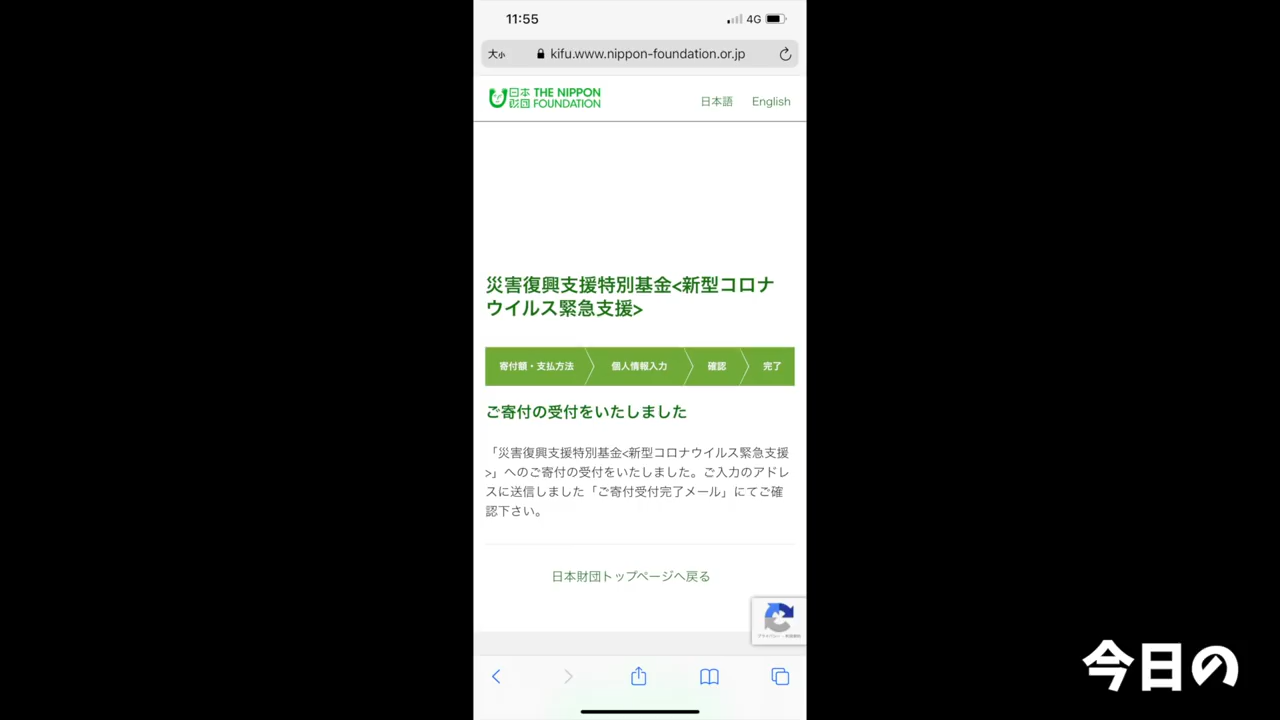 11:55
4G
大小
kifu.www.nippon-foundation.or.jp
日本 THE NIPPON
財団 FOUNDATION
日本語 English
災害復興支援特別基金<新型コロナ
ウイルス緊急支援>
寄付額・支払方法 個人情報入力 確認 完了
ご寄付の受付をいたしました
「災害復興支援特別基金<新型コロナウイルス緊急支援
>」へのご寄付の受付をいたしました。ご入力のアドレ
スに送信しました「ご寄付受付完了メール」にてご確
認下さい。
日本財団トップページへ戻る
今日の